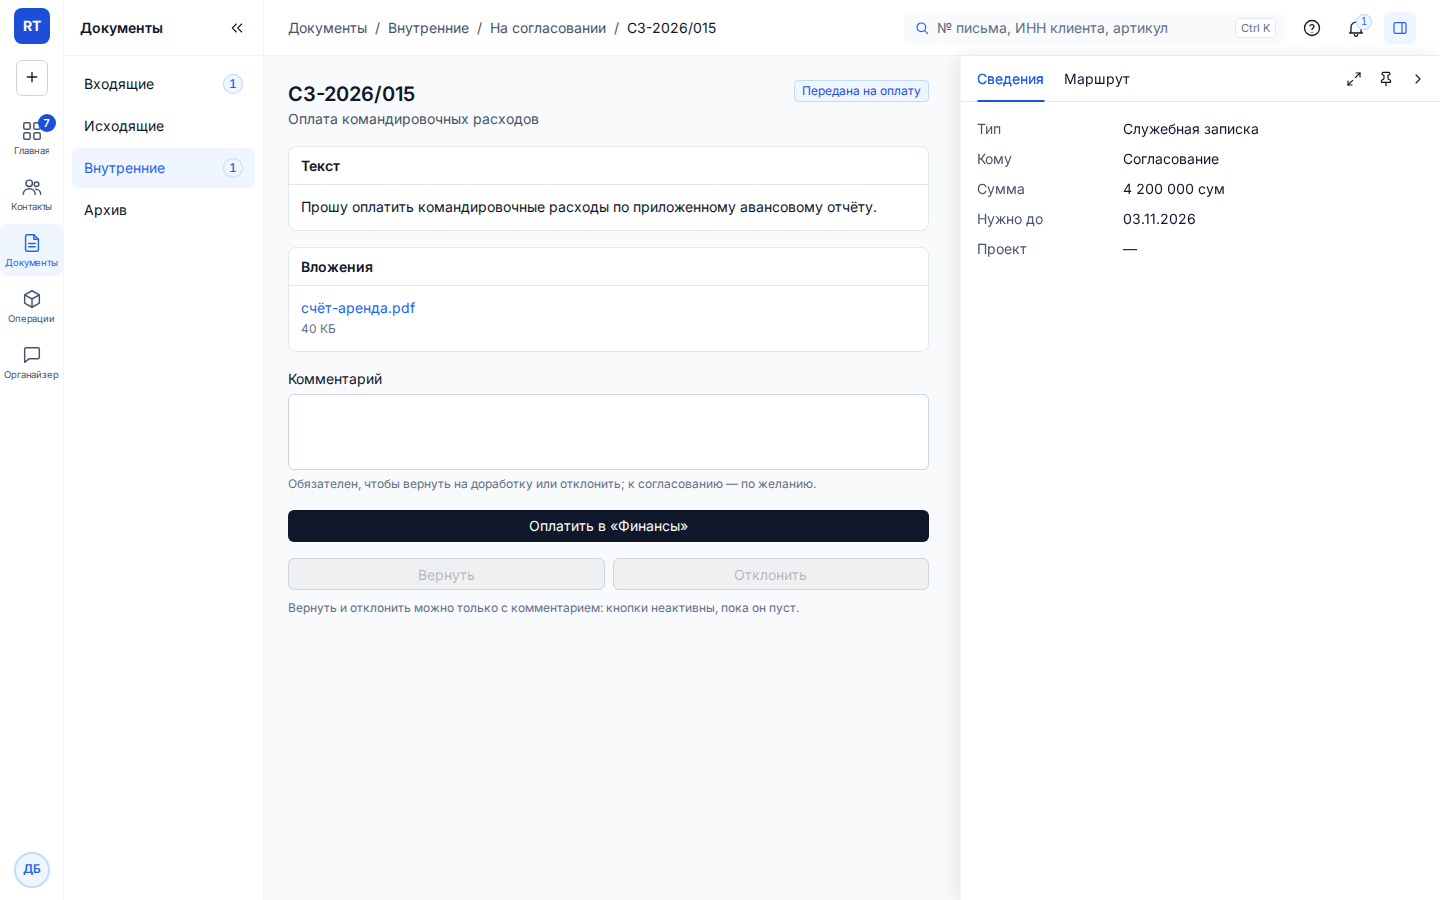 RT
Документы
Документы / Внутренние / На согласовании / СЗ-2026/015
№ письма, ИНН клиента, артикул
Ctrl K
1
7
Главная
Контакты
Документы
Операции
Органайзер
ДБ
Входящие 1
Исходящие
Внутренние 1
Архив
СЗ-2026/015
Передана на оплату
Оплата командировочных расходов
Текст
Прошу оплатить командировочные расходы по приложенному авансовому отчёту.
Вложения
счёт-аренда.pdf
40 КБ
Комментарий
Обязателен, чтобы вернуть на доработку или отклонить; к согласованию — по желанию.
Оплатить в «Финансы»
Вернуть
Отклонить
Вернуть и отклонить можно только с комментарием: кнопки неактивны, пока он пуст.
Сведения
Маршрут
Тип Служебная записка
Кому Согласование
Сумма 4 200 000 сум
Нужно до 03.11.2026
Проект —